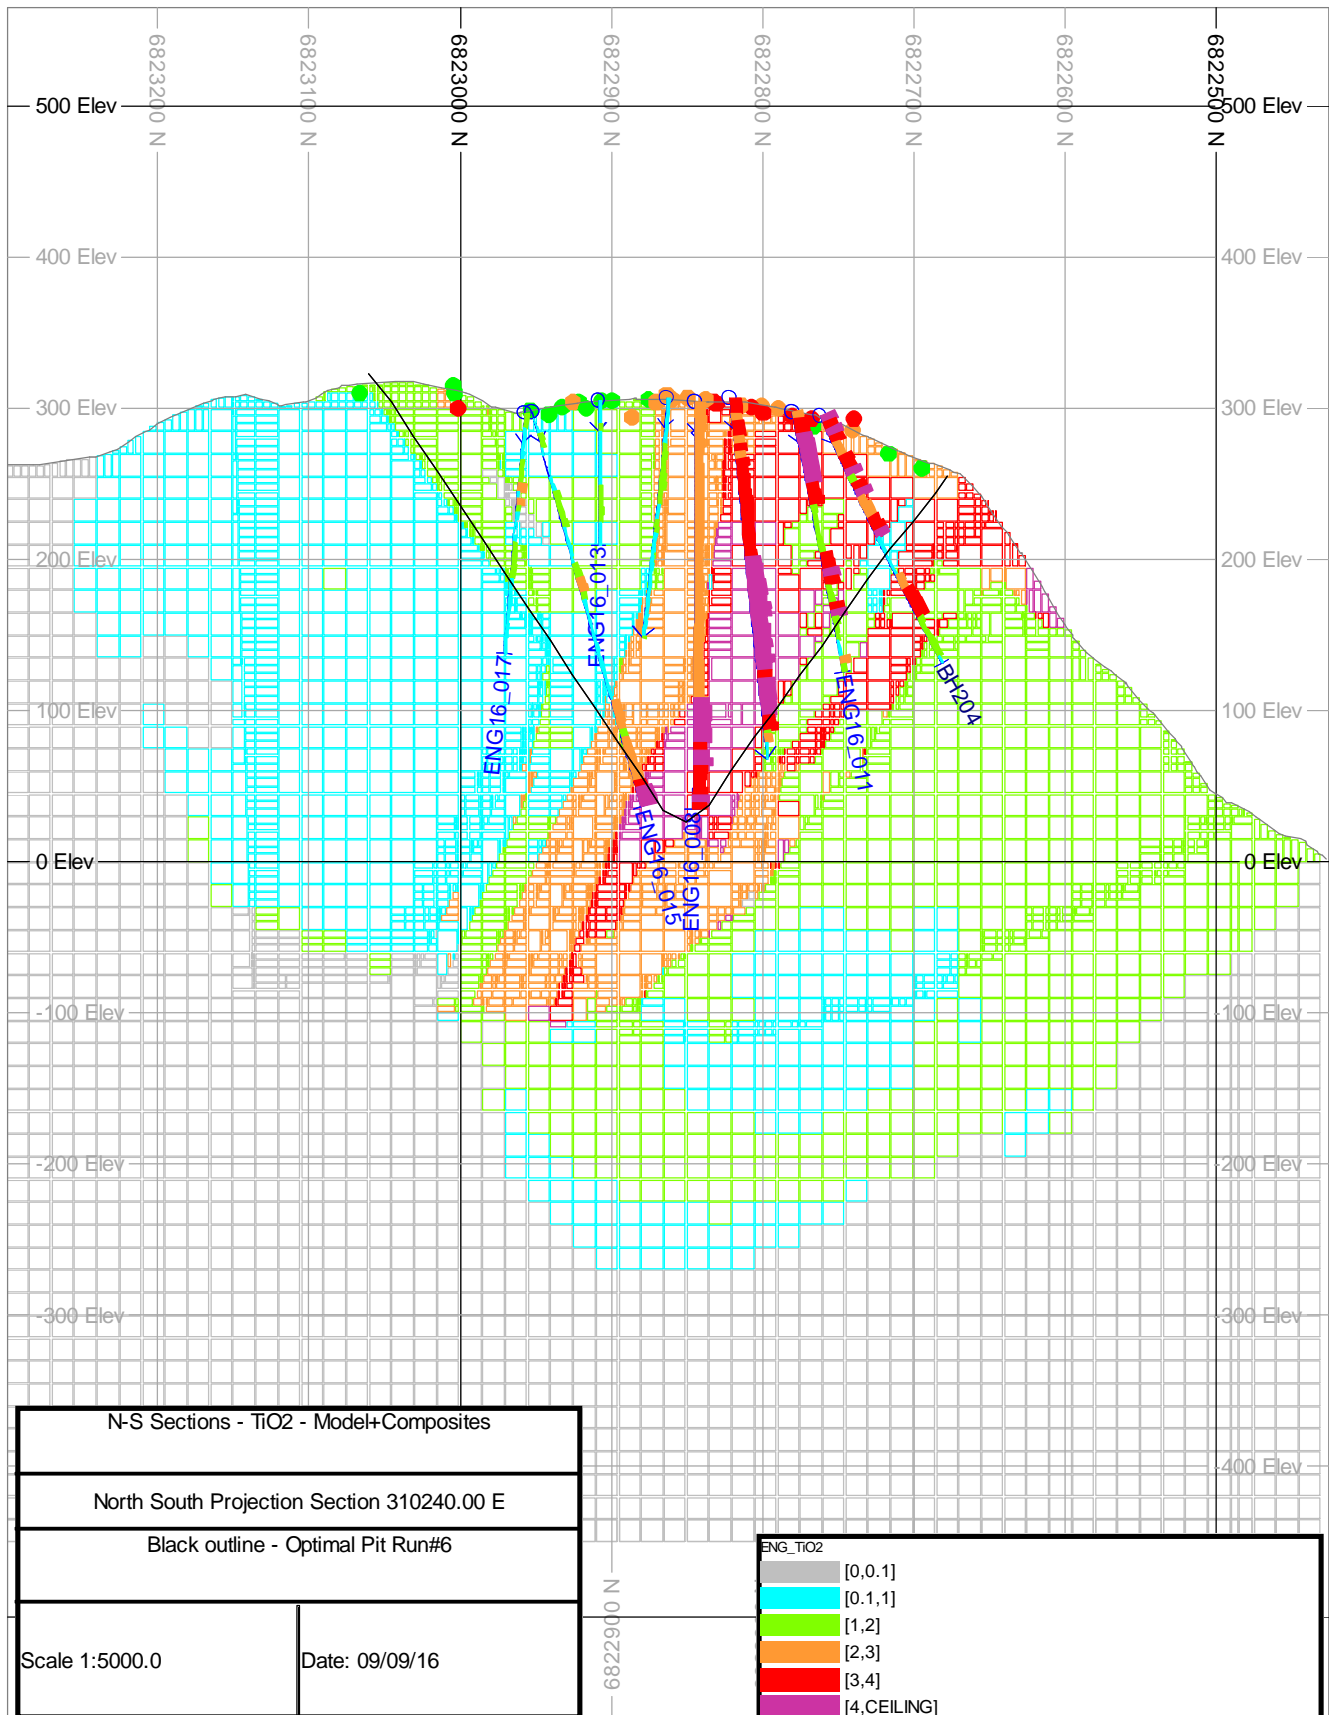 6823200 N
6823100 N
6823000 N
6822900 N
6822800 N
6822700 N
6822600 N
6822500 N
500 Elev
500 Elev
400 Elev
400 Elev
300 Elev
300 Elev
200 Elev
200 Elev
100 Elev
100 Elev
0 Elev
0 Elev
-100 Elev
-100 Elev
-200 Elev
-200 Elev
-300 Elev
-300 Elev
-400 Elev
ENG16_017
ENG16_013
ENG16_015
ENG16_008
ENG16_011
BH204
N-S Sections - TiO2 - Model+Composites
North South Projection Section 310240.00 E
Black outline - Optimal Pit Run#6
Scale 1:5000.0
Date: 09/09/16
6822900 N
ENG_TiO2
[0,0.1]
[0.1,1]
[1,2]
[2,3]
[3,4]
[4,CEILING]